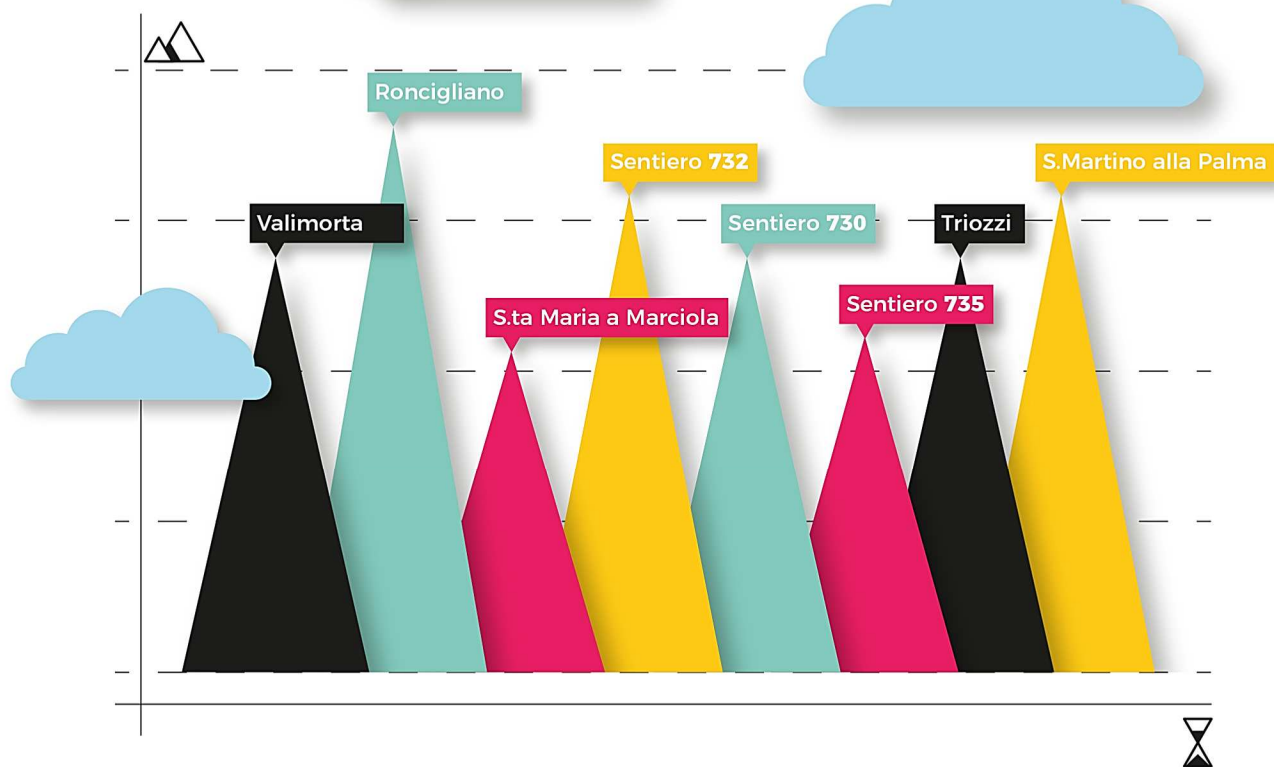 Roncigliano
Sentiero 732
S.Martino alla Palma
Valimorta
Sentiero 730
Triozzi
S.ta Maria a Marciola
Sentiero 735